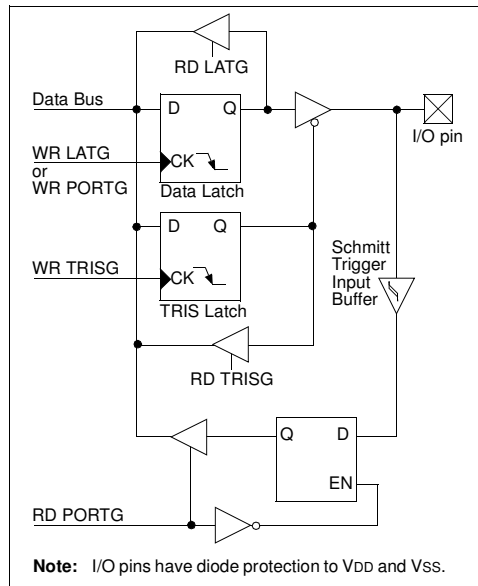 RD LATG
Data Bus
D Q
I/O pin
WR LATG
or
WR PORTG
CK
Data Latch
D Q
WR TRISG
CK
TRIS Latch
Schmitt
Trigger
Input
Buffer
RD TRISG
Q D
EN
RD PORTG
Note: I/O pins have diode protection to VDD and VSS.